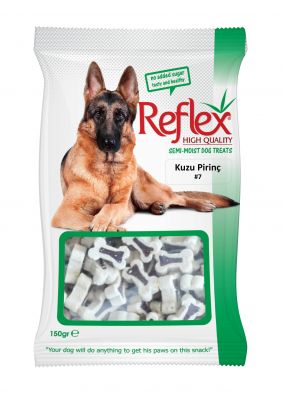 no added sugar
tasty and healthy
Reflex
HIGH QUALITY
SEMI-MOIST DOG TREATS
Kuzu Pirinç
#7
150gr e
"Your dog will do anything to get his paws on this snack!"